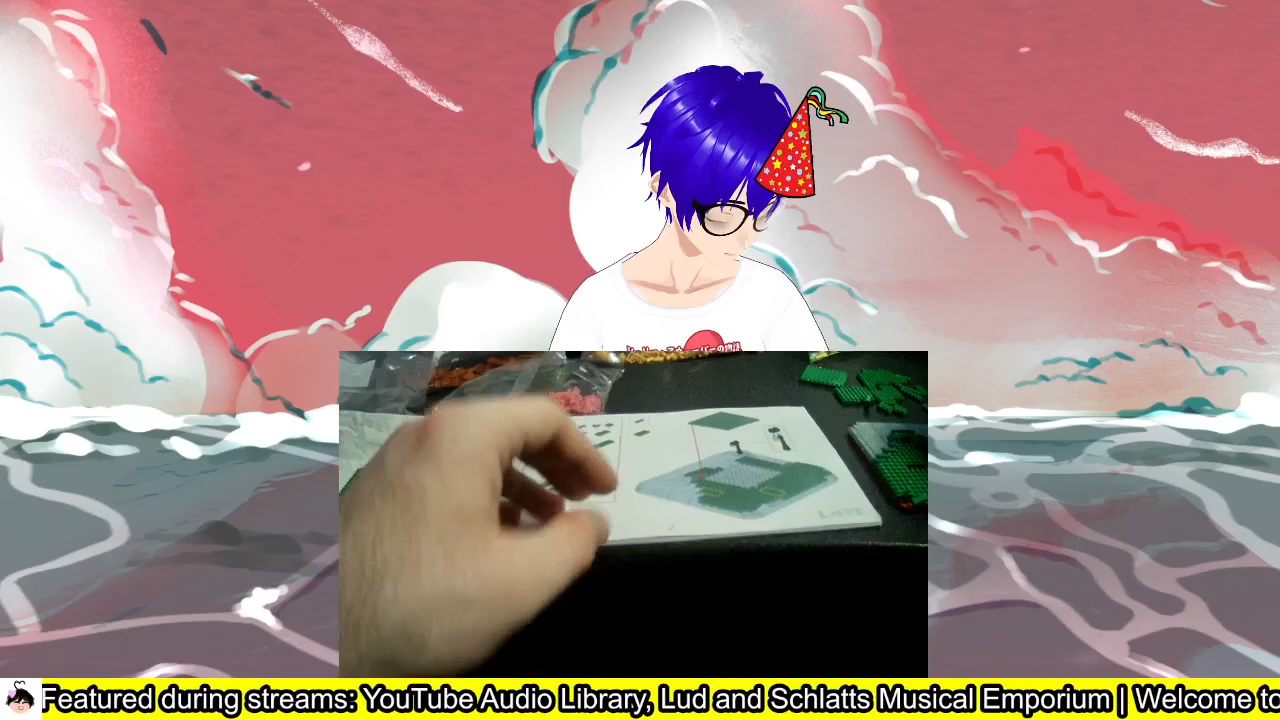 Featured during streams: YouTube Audio Library, Lud and Schlatts Musical Emporium | Welcome to